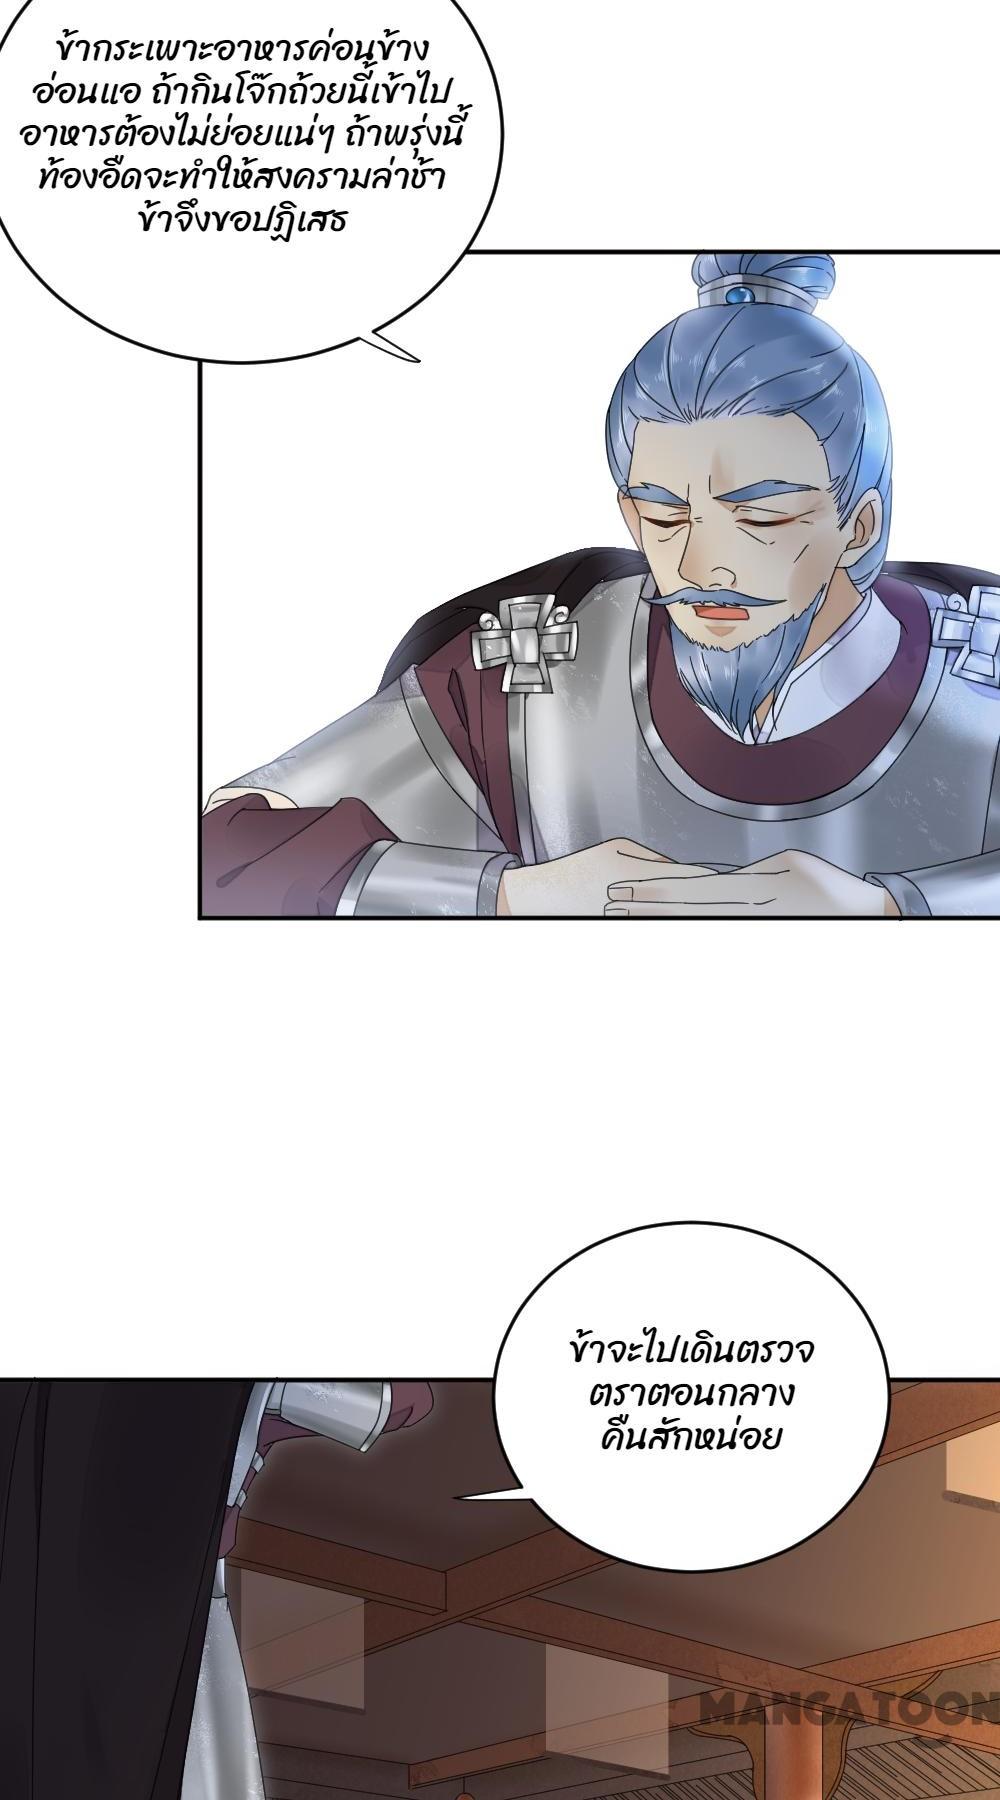 ข้ากระเพาะอาหารค่อนข้าง
อ่อนแอ ถ้ากินโจ๊กถ้วยนี้เข้าไป
อาหารต้องไม่ย่อยแน่ๆ ถ้าพรุ่งนี้
ท้องอืดจะทำให้สงครามล่าช้า
ข้าจึงขอปฏิเสธ
ข้าจะไปเดินตรวจ
ตราตอนกลาง
คืนสักหน่อย
MANGATOON